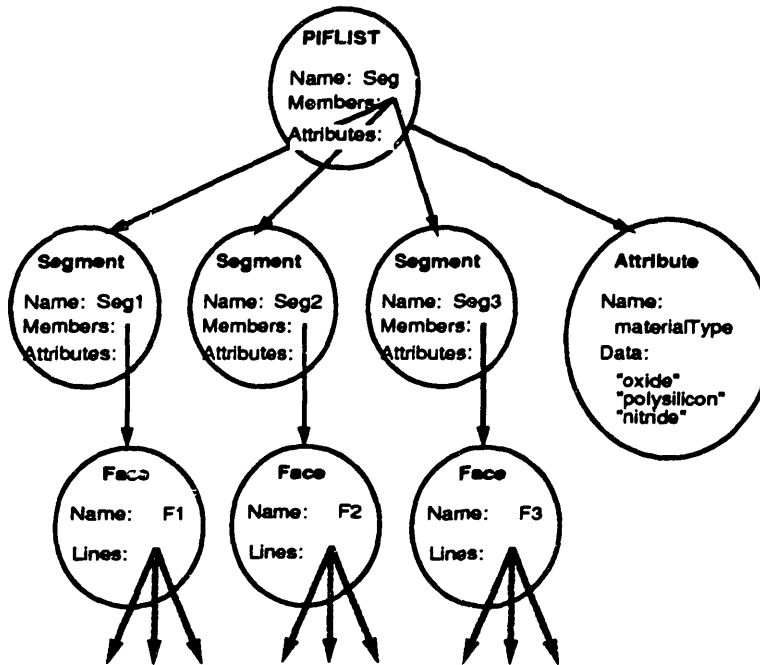 PIFLIST
Name: Seg
Members:
Attributes:
Segment
Name: Seg1
Members:
Attributes:
Segment
Name: Seg2
Members:
Attributes:
Segment
Name: Seg3
Members:
Attributes:
Attribute
Name:
materialType
Data:
"oxide"
"polysilicon"
"nitride"
Face
Name: F1
Lines:
Face
Name: F2
Lines:
Face
Name: F3
Lines: